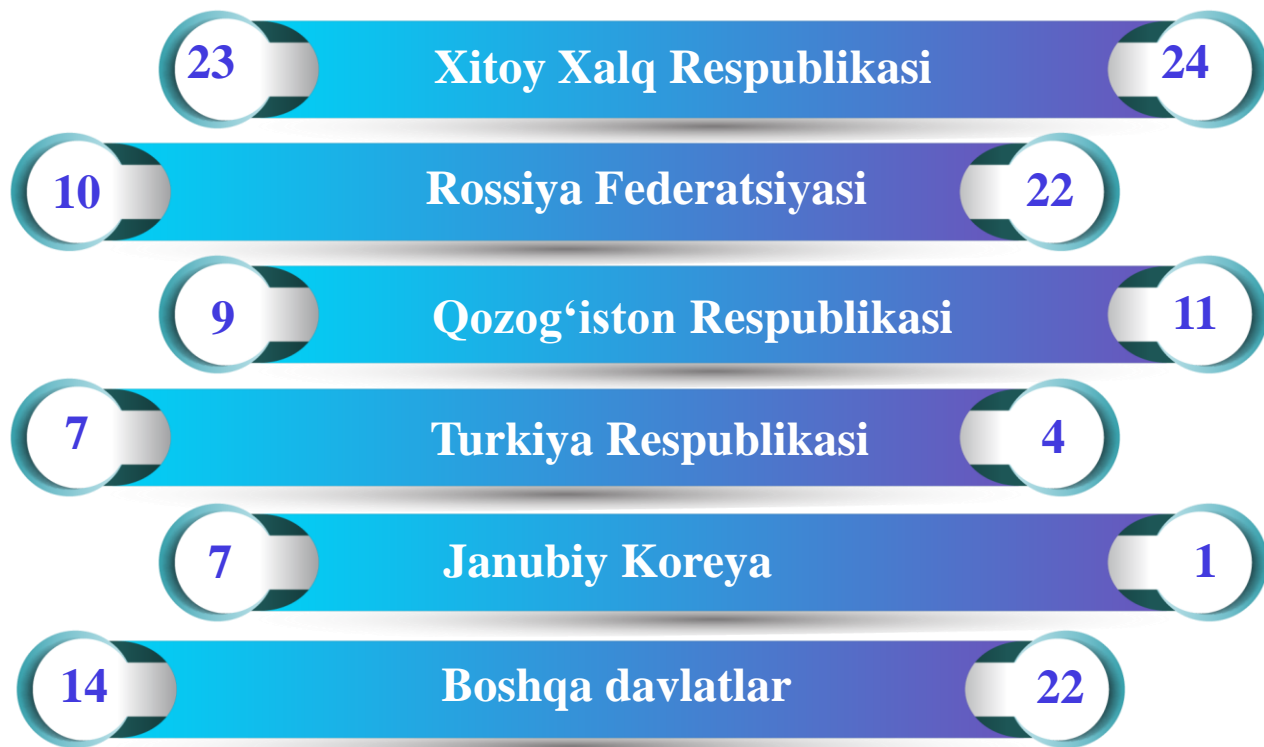 23 Xitoy Xalq Respublikasi 24
10 Rossiya Federatsiyasi 22
9 Qozog‘iston Respublikasi 11
7 Turkiya Respublikasi 4
7 Janubiy Koreya 1
14 Boshqa davlatlar 22